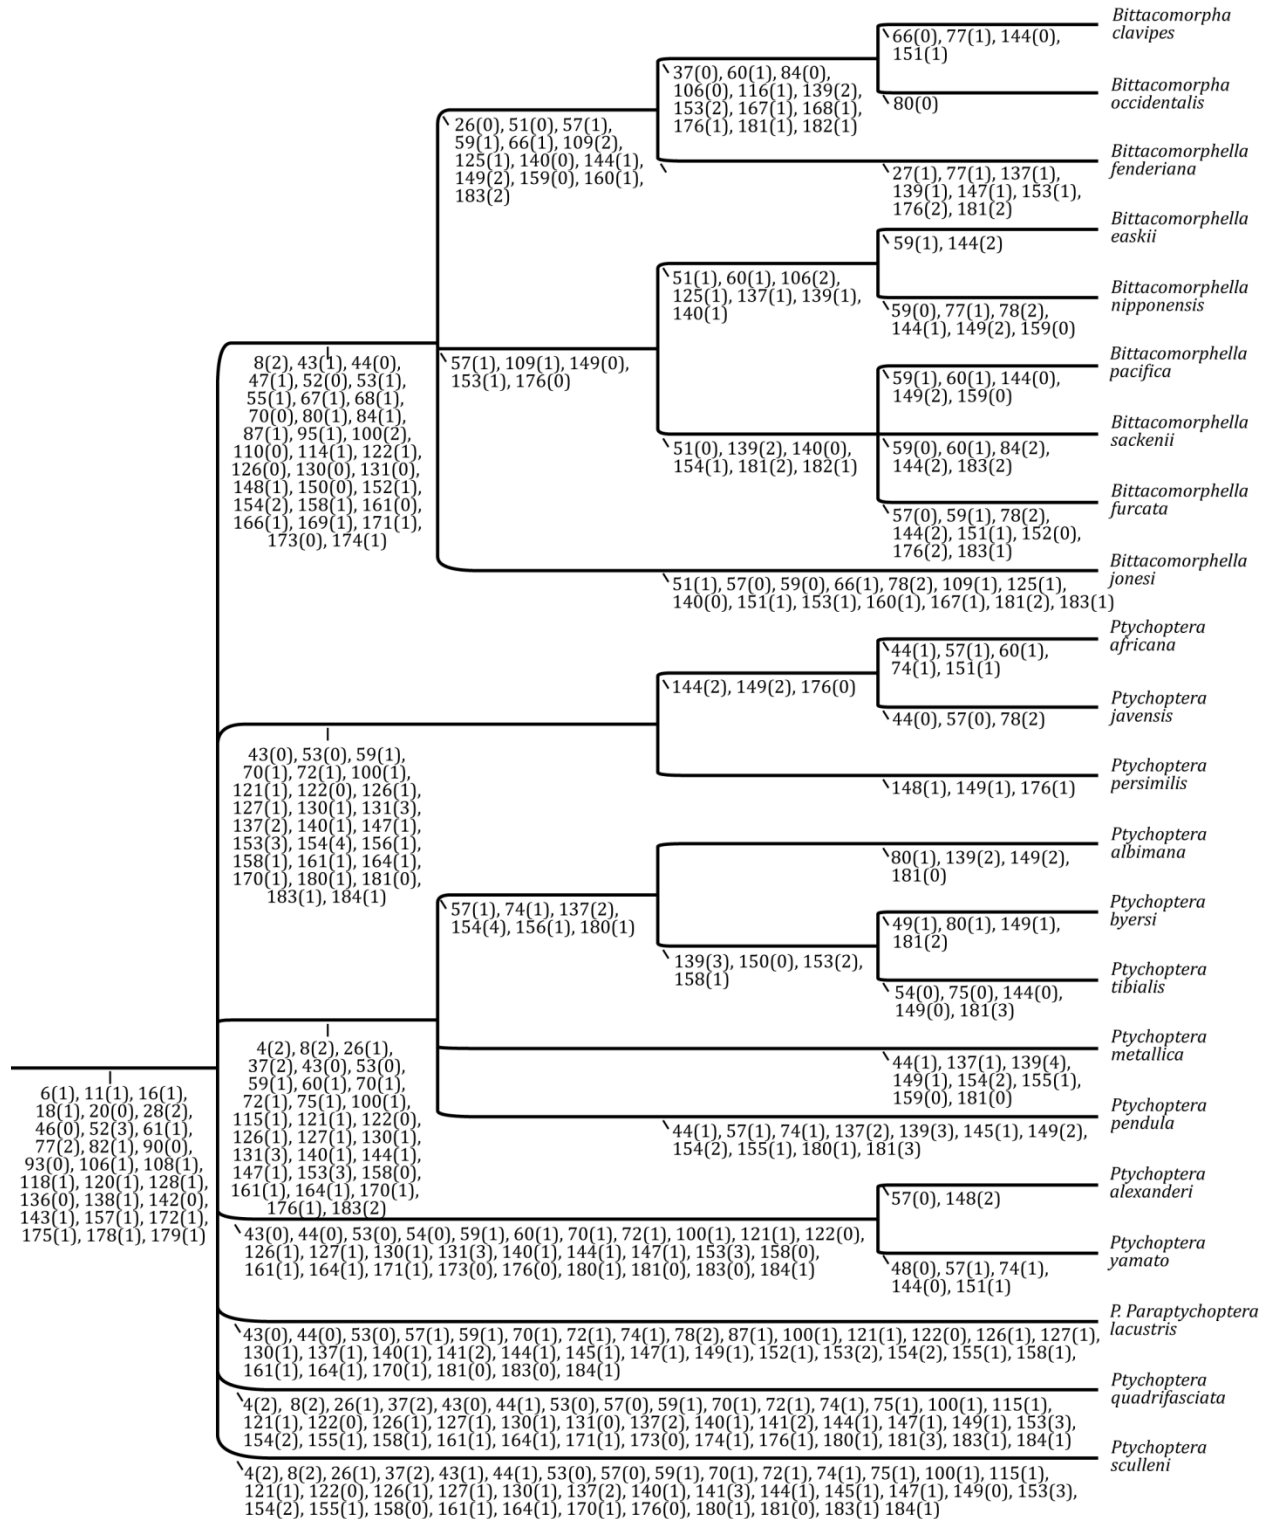 Bittacomorpha
clavipes
66(0), 77(1), 144(0),
151(1)
37(0), 60(1), 84(0),
106(0), 116(1), 139(2),
153(2), 167(1), 168(1),
176(1), 181(1), 182(1)
Bittacomorpha
occidentalis
80(0)
26(0), 51(0), 57(1),
59(1), 66(1), 109(2),
125(1), 140(0), 144(1),
149(2), 159(0), 160(1),
183(2)
Bittacomorphella
fenderiana
27(1), 77(1), 137(1),
139(1), 147(1), 153(1),
176(2), 181(2)
Bittacomorphella
easkii
59(1), 144(2)
51(1), 60(1), 106(2),
125(1), 137(1), 139(1),
140(1)
Bittacomorphella
nipponensis
59(0), 77(1), 78(2),
144(1), 149(2), 159(0)
8(2), 43(1), 44(0),
47(1), 52(0), 53(1),
55(1), 67(1), 68(1),
70(0), 80(1), 84(1),
87(1), 95(1), 100(2),
110(0), 114(1), 122(1),
126(0), 130(0), 131(0),
148(1), 150(0), 152(1),
154(2), 158(1), 161(0),
166(1), 169(1), 171(1),
173(0), 174(1)
57(1), 109(1), 149(0),
153(1), 176(0)
Bittacomorphella
pacifica
59(1), 60(1), 144(0),
149(2), 159(0)
Bittacomorphella
sackenii
51(0), 139(2), 140(0),
154(1), 181(2), 182(1)
59(0), 60(1), 84(2),
144(2), 183(2)
Bittacomorphella
furcata
57(0), 59(1), 78(2),
144(2), 151(1), 152(0),
176(2), 183(1)
Bittacomorphella
jonesi
51(1), 57(0), 59(0), 66(1), 78(2), 109(1), 125(1),
140(0), 151(1), 153(1), 160(1), 167(1), 181(2), 183(1)
Ptychoptera
africana
44(1), 57(1), 60(1),
74(1), 151(1)
144(2), 149(2), 176(0)
Ptychoptera
javensis
44(0), 57(0), 78(2)
43(0), 53(0), 59(1),
70(1), 72(1), 100(1),
121(1), 122(0), 126(1),
127(1), 130(1), 131(3),
137(2), 140(1), 147(1),
153(3), 154(4), 156(1),
158(1), 161(1), 164(1),
170(1), 180(1), 181(0),
183(1), 184(1)
Ptychoptera
persimilis
148(1), 149(1), 176(1)
Ptychoptera
albimana
80(1), 139(2), 149(2),
181(0)
57(1), 74(1), 137(2),
154(4), 156(1), 180(1)
Ptychoptera
byersi
49(1), 80(1), 149(1),
181(2)
139(3), 150(0), 153(2),
158(1)
Ptychoptera
tibialis
54(0), 75(0), 144(0),
149(0), 181(3)
4(2), 8(2), 26(1),
37(2), 43(0), 53(0),
59(1), 60(1), 70(1),
72(1), 75(1), 100(1),
115(1), 121(1), 122(0),
126(1), 127(1), 130(1),
131(3), 140(1), 144(1),
147(1), 153(3), 158(0),
161(1), 164(1), 170(1),
176(1), 183(2)
Ptychoptera
metallica
44(1), 137(1), 139(4),
149(1), 154(2), 155(1),
159(0), 181(0)
6(1), 11(1), 16(1),
18(1), 20(0), 28(2),
46(0), 52(3), 61(1),
77(2), 82(1), 90(0),
93(0), 106(1), 108(1),
118(1), 120(1), 128(1),
136(0), 138(1), 142(0),
143(1), 157(1), 172(1),
175(1), 178(1), 179(1)
Ptychoptera
pendula
44(1), 57(1), 74(1), 137(2), 139(3), 145(1), 149(2),
154(2), 155(1), 180(1), 181(3)
Ptychoptera
alexanderi
57(0), 148(2)
43(0), 44(0), 53(0), 54(0), 59(1), 60(1), 70(1), 72(1), 100(1), 121(1), 122(0),
126(1), 127(1), 130(1), 131(3), 140(1), 144(1), 147(1), 153(3), 158(0),
161(1), 164(1), 171(1), 173(0), 176(0), 180(1), 181(0), 183(0), 184(1)
Ptychoptera
yamato
48(0), 57(1), 74(1),
144(0), 151(1)
P. Paraptychoptera
lacustris
43(0), 44(0), 53(0), 57(1), 59(1), 70(1), 72(1), 74(1), 78(2), 87(1), 100(1), 121(1), 122(0), 126(1), 127(1),
130(1), 137(1), 140(1), 141(2), 144(1), 145(1), 147(1), 149(1), 152(1), 153(2), 154(2), 155(1), 158(1),
161(1), 164(1), 170(1), 181(0), 183(0), 184(1)
Ptychoptera
quadrifasciata
4(2), 8(2), 26(1), 37(2), 43(0), 44(1), 53(0), 57(0), 59(1), 70(1), 72(1), 74(1), 75(1), 100(1), 115(1),
121(1), 122(0), 126(1), 127(1), 130(1), 131(0), 137(2), 140(1), 141(2), 144(1), 147(1), 149(1), 153(3),
154(2), 155(1), 158(1), 161(1), 164(1), 171(1), 173(0), 174(1), 176(1), 180(1), 181(3), 183(1), 184(1)
Ptychoptera
sculleni
4(2), 8(2), 26(1), 37(2), 43(1), 44(1), 53(0), 57(0), 59(1), 70(1), 72(1), 74(1), 75(1), 100(1), 115(1),
121(1), 122(0), 126(1), 127(1), 130(1), 137(2), 140(1), 141(3), 144(1), 145(1), 147(1), 149(0), 153(3),
154(2), 155(1), 158(0), 161(1), 164(1), 170(1), 176(0), 180(1), 181(0), 183(1) 184(1)